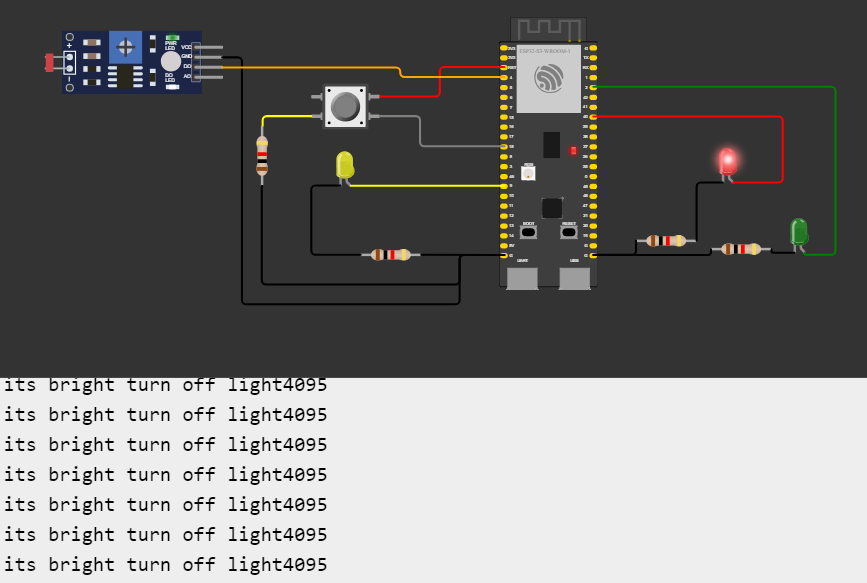 +
PWR
LED
VCC
GND
DO
AO
DO
LED
ESP32-S3-WROOM-1
RGB
BOOT
RESET
UART
USB
its bright turn off light4095
its bright turn off light4095
its bright turn off light4095
its bright turn off light4095
its bright turn off light4095
its bright turn off light4095
its bright turn off light4095